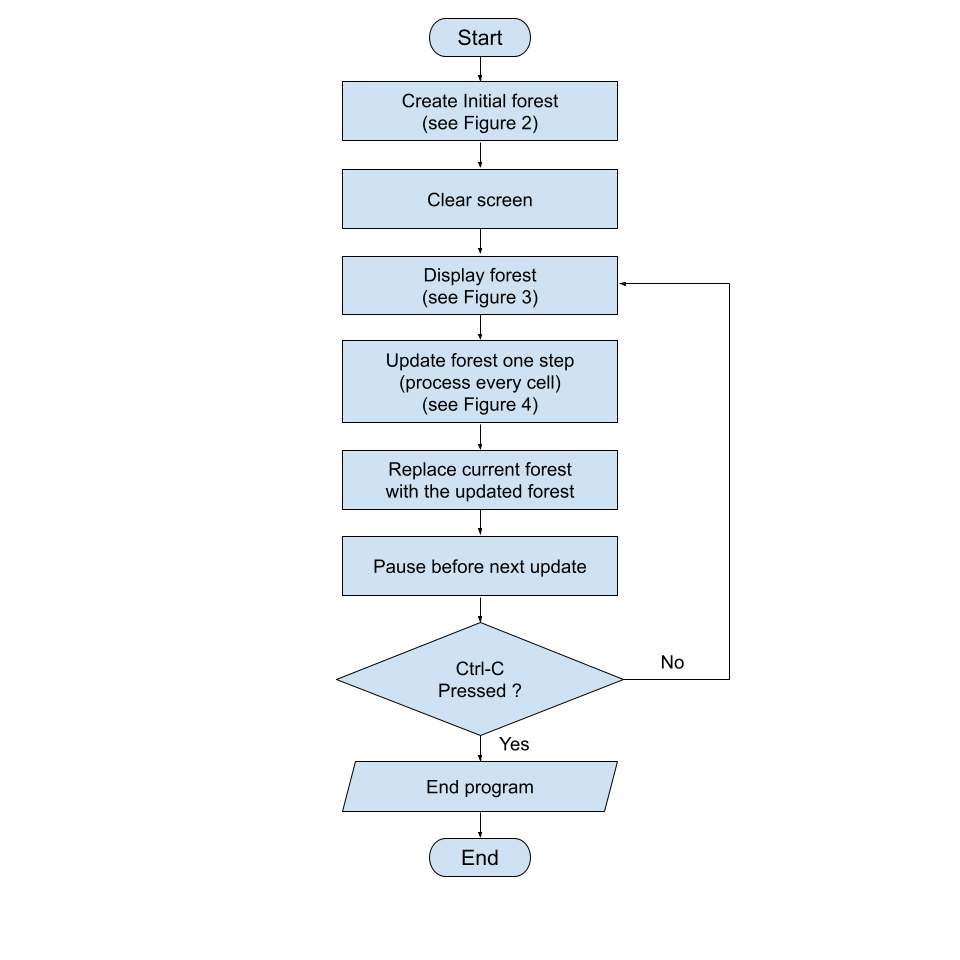 Start
Create Initial forest
(see Figure 2)
Clear screen
Display forest
(see Figure 3)
Update forest one step
(process every cell)
(see Figure 4)
Replace current forest
with the updated forest
Pause before next update
Ctrl-C
Pressed ?
No
Yes
End program
End